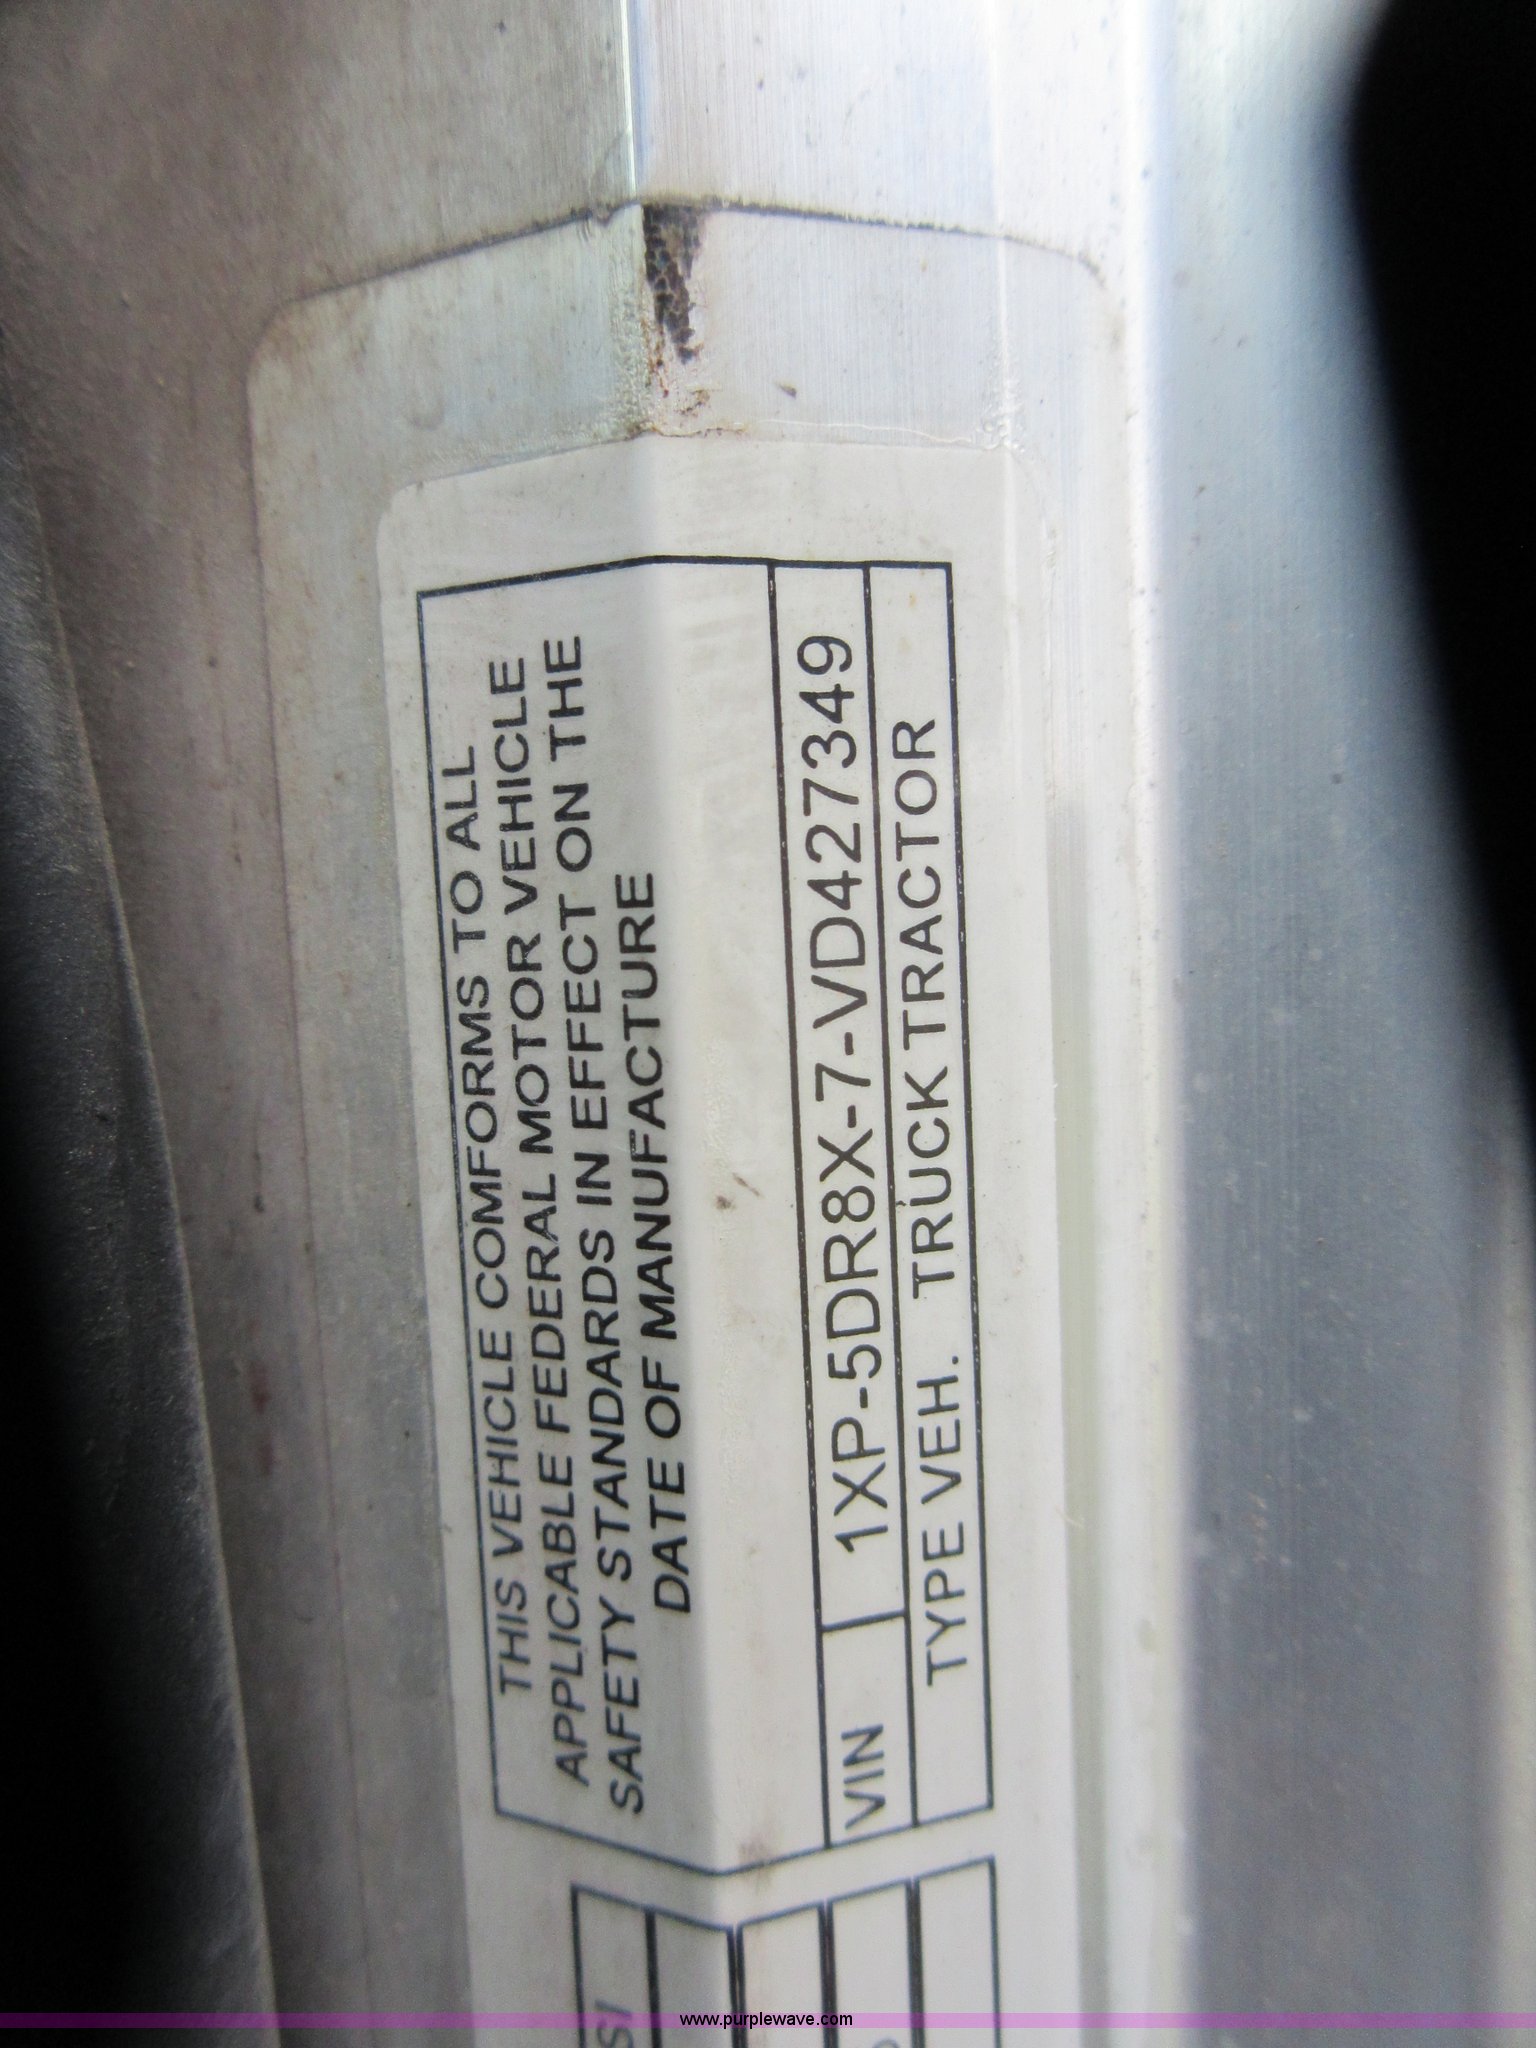 THIS VEHICLE COMFORMS TO ALL
APPLICABLE FEDERAL MOTOR VEHICLE
SAFETY STANDARDS IN EFFECT ON THE
DATE OF MANUFACTURE
VIN 1XP-5DR8X-7-VD427349
TYPE VEH. TRUCK TRACTOR
SI
www.purplewave.com